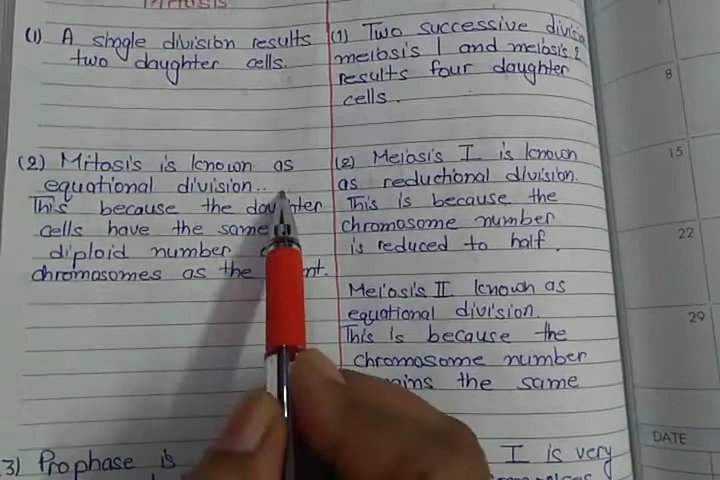 Mitosis
(1) A single division results
two daughter cells.
(2) Mitosis is known as
equational division..
This because the daughter
cells have the same
diploid number
chromosomes as the
3) Prophase is
(1) Two successive
meiosis 1 and meiosis 2
results four daughter
cells.
(2) Meiosis I is known
as reductional division.
This is because the
chromosome number
is reduced to half.
Meiosis II known as
equational division.
This is because the
chromosome number
the same
I is very
8
15
22
29
DATE